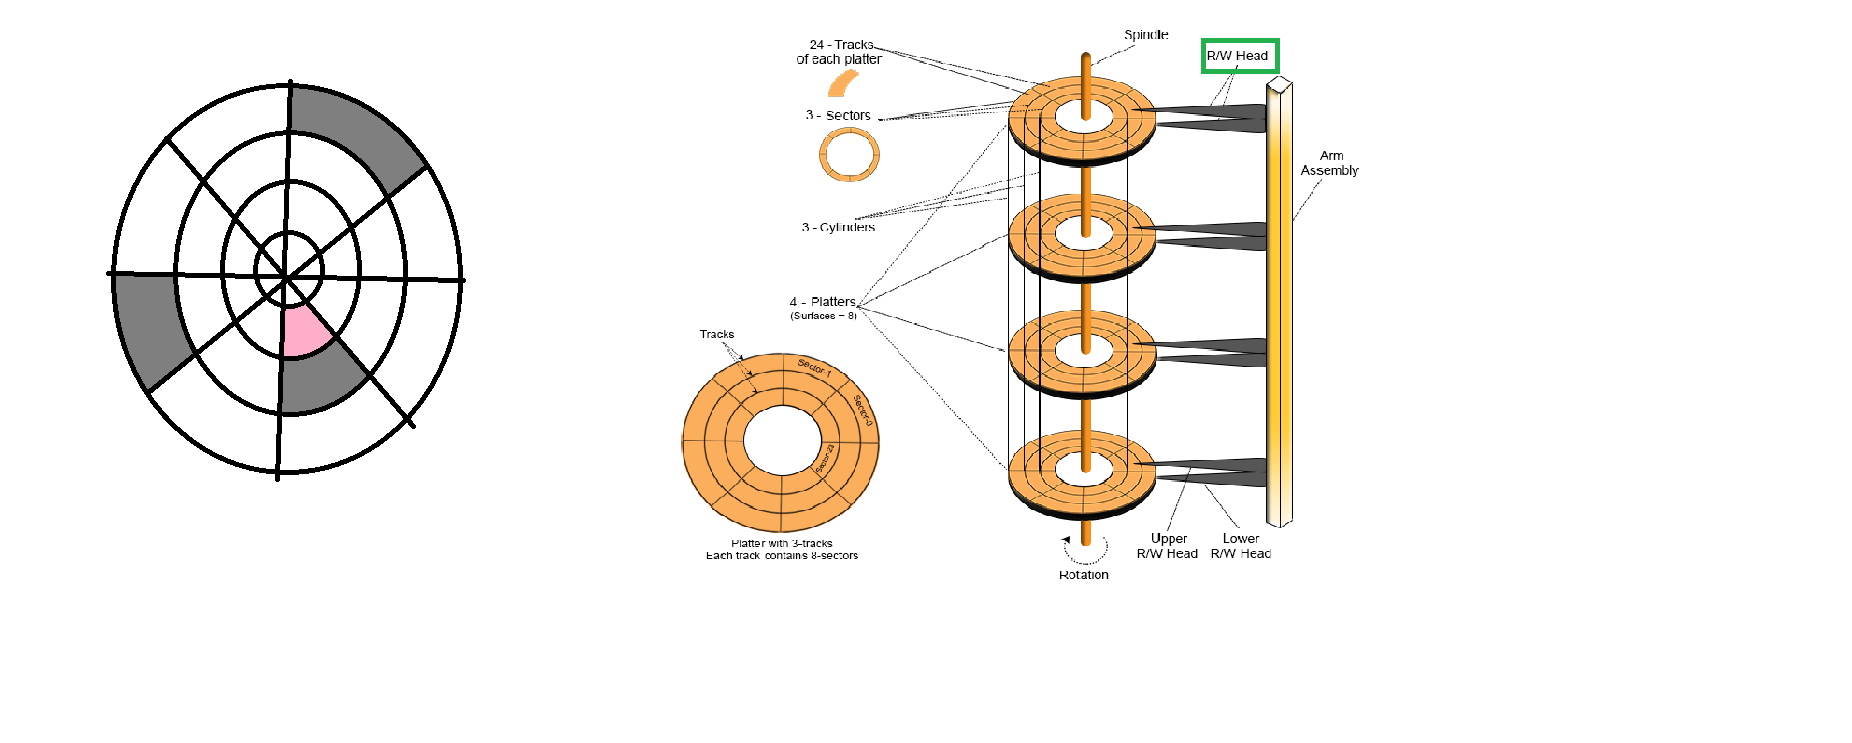 Spindle
24 - Tracks
of each platter
R/W Head
3 - Sectors
Arm
Assembly
3 - Cylinders
4 - Platters
(Surfaces = 8)
Tracks
Sector-1
Sector-0
Sector-23
Platter with 3-tracks
Each track contains 8-sectors
Upper
R/W Head
Lower
R/W Head
Rotation